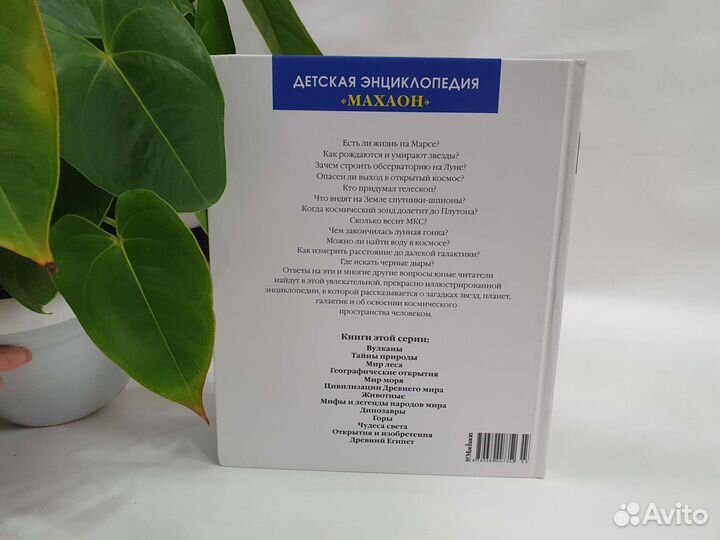 ДЕТСКАЯ ЭНЦИКЛОПЕДИЯ
«МАХАОН»
Есть ли жизнь на Марсе?
Как рождаются и умирают звезды?
Зачем строить обсерваторию на Луне?
Опасен ли выход в открытый космос?
Кто придумал телескоп?
Что видят на Земле спутники-шпионы?
Когда космический зонд долетит до Плутона?
Сколько весит МКС?
Чем закончилась лунная гонка?
Можно ли найти воду в космосе?
Как измерить расстояние до далекой галактики?
Где искать черные дыры?
Ответы на эти и многие другие вопросы юные читатели
найдут в этой увлекательной, прекрасно иллюстрированной
энциклопедии, в которой рассказывается о загадках звезд, планет,
галактик и об освоении космического
пространства человеком.
Книги этой серии:
Вулканы
Тайны природы
Мир леса
Географические открытия
Мир моря
Цивилизации Древнего мира
Животные
Мифы и легенды народов мира
Динозавры
Горы
Чудеса света
Открытия и изобретения
Древний Египет
Machaon
Avito